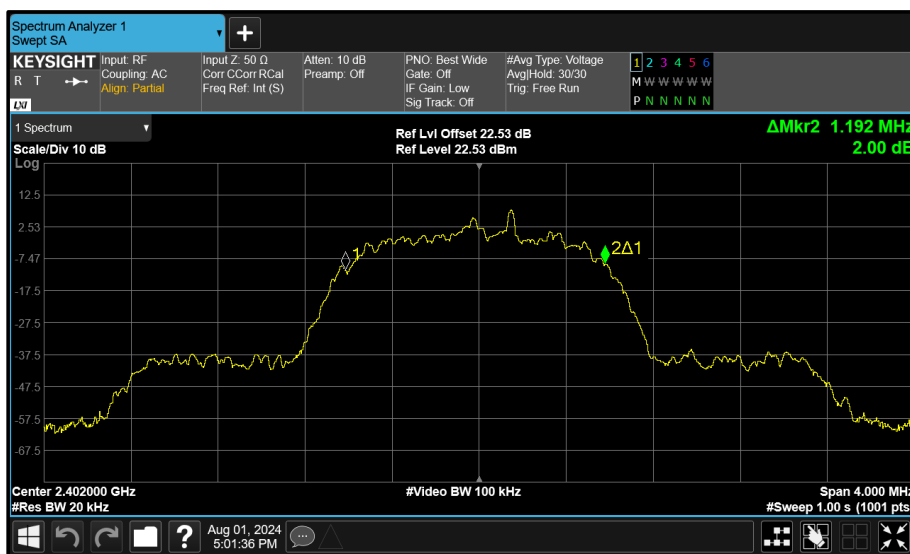 Spectrum Analyzer 1
Swept SA
KEYSIGHT
R T
LXI
Input: RF
Coupling: AC
Align: Partial
Input Z: 50 Ω
Corr CCorr RCal
Freq Ref: Int (S)
Atten: 10 dB
Preamp: Off
PNO: Best Wide
Gate: Off
IF Gain: Low
Sig Track: Off
#Avg Type: Voltage
Avg|Hold: 30/30
Trig: Free Run
1 2 3 4 5 6
M W W W W W
P N N N N N
1 Spectrum
Scale/Div 10 dB
Ref Lvl Offset 22.53 dB
Ref Level 22.53 dBm
ΔMkr2 1.192 MHz
2.00 dB
Log
12.5
2.53
-7.47
-17.5
-27.5
-37.5
-47.5
-57.5
-67.5
1
2Δ1
Center 2.402000 GHz
#Res BW 20 kHz
#Video BW 100 kHz
Span 4.000 MHz
#Sweep 1.00 s (1001 pts
?
Aug 01, 2024
5:01:36 PM